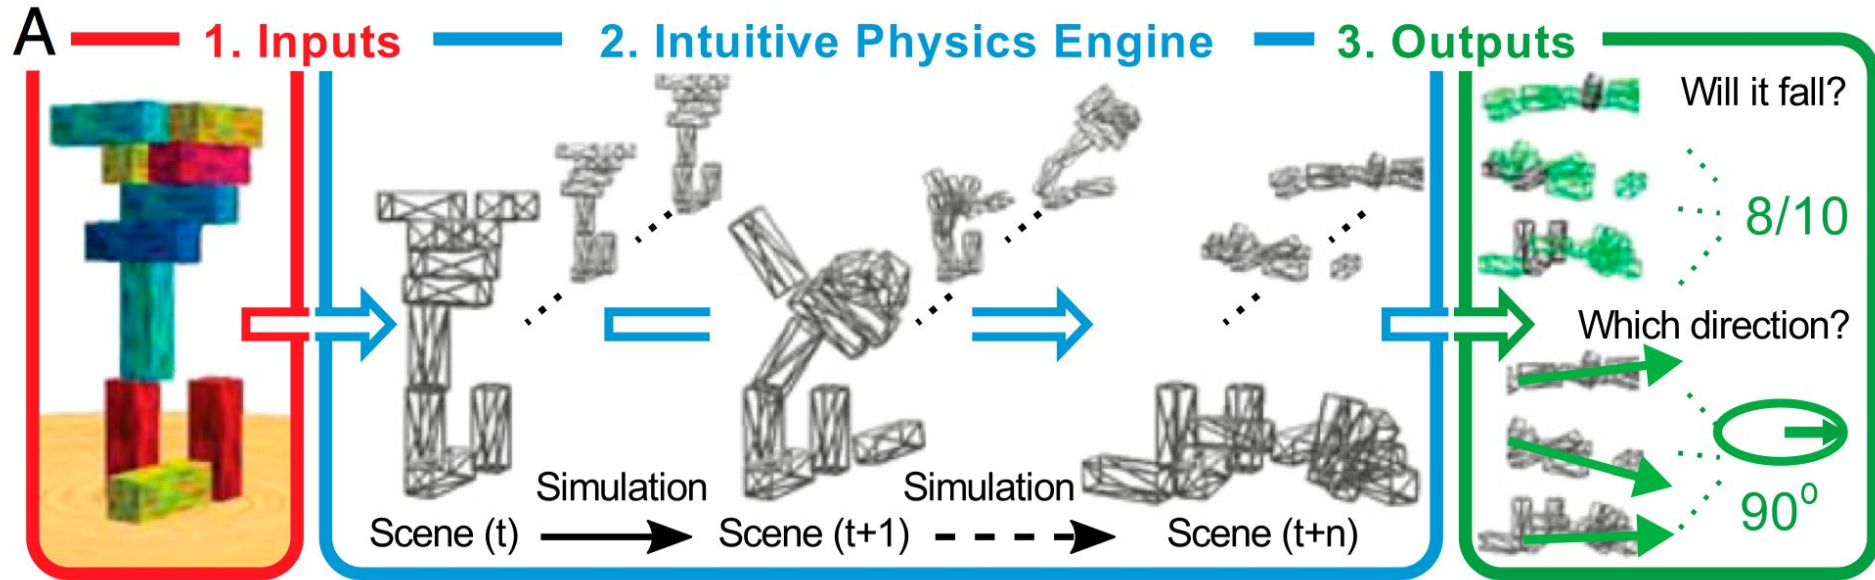 A
1. Inputs
2. Intuitive Physics Engine
3. Outputs
Will it fall?
8/10
Which direction?
90⁰
Simulation
Simulation
Scene (t)
Scene (t+1)
Scene (t+n)